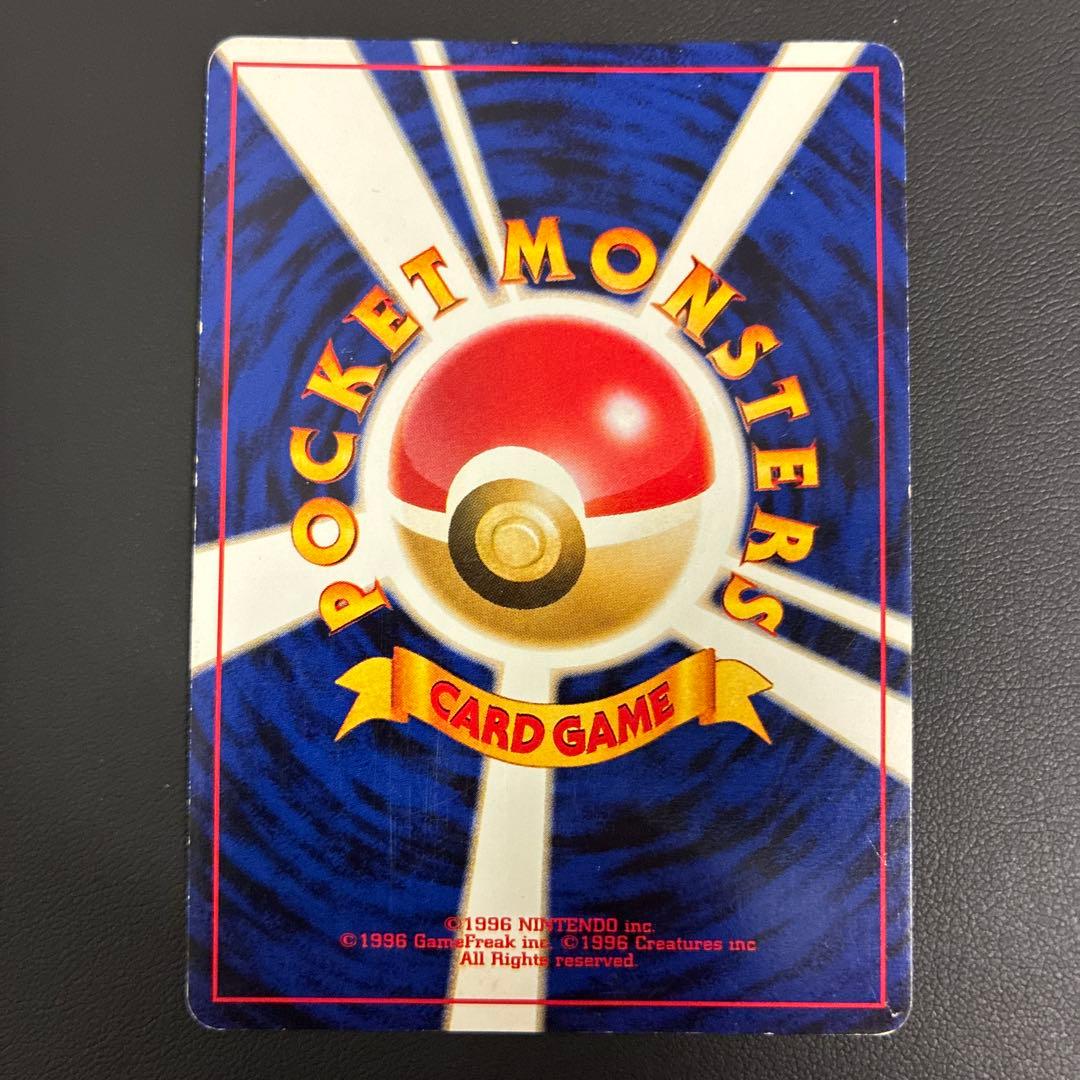 POCKET MONSTERS
CARD GAME
©1996 NINTENDO inc.
©1996 GameFreak inc. ©1996 Creatures inc
All Rights reserved.